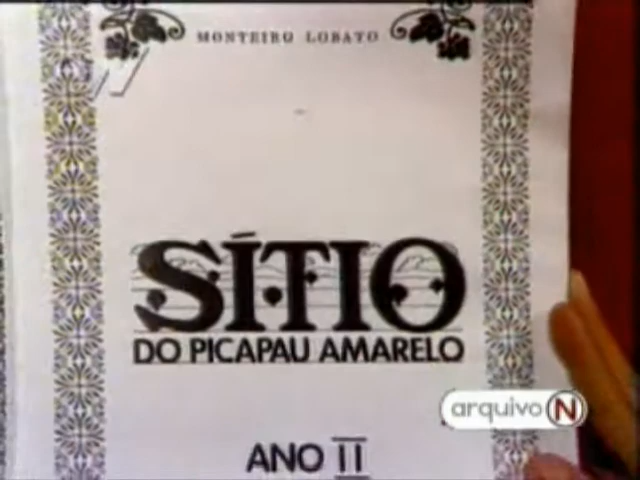 MONTEIRO LOBATO
SÍTIO
DO PICAPAU AMARELO
arquivo N
ANO II